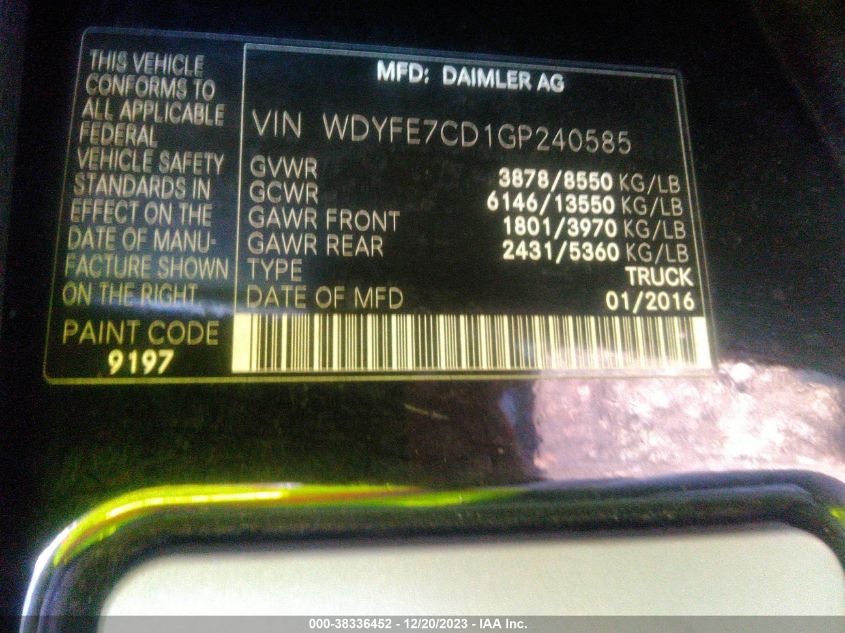 THIS VEHICLE
CONFORMS TO
ALL APPLICABLE
FEDERAL
VEHICLE SAFETY
STANDARDS IN
EFFECT ON THE
DATE OF MANU-
FACTURE SHOWN
ON THE RIGHT.
PAINT CODE
9197
MFD: DAIMLER AG
VIN WDYFE7CD1GP240585
GVWR 3878/8550 KG/LB
GCWR 6146/13550 KG/LB
GAWR FRONT 1801/3970 KG/LB
GAWR REAR 2431/5360 KG/LB
TYPE TRUCK
DATE OF MFD 01/2016
000-38336452 - 12/20/2023 - IAA Inc.